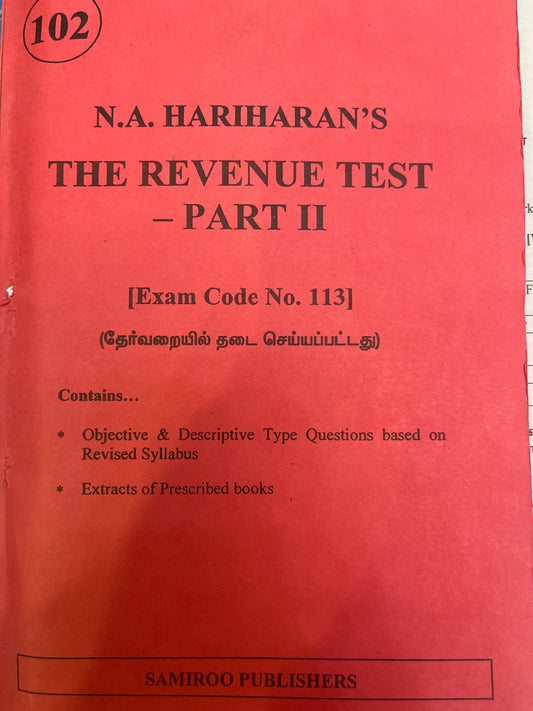 102
N.A. HARIHARAN'S
THE REVENUE TEST
– PART II
[Exam Code No. 113]
(தேர்வறையில் தடை செய்யப்பட்டது)
Contains...
* Objective & Descriptive Type Questions based on
Revised Syllabus
* Extracts of Prescribed books
SAMIROO PUBLISHERS